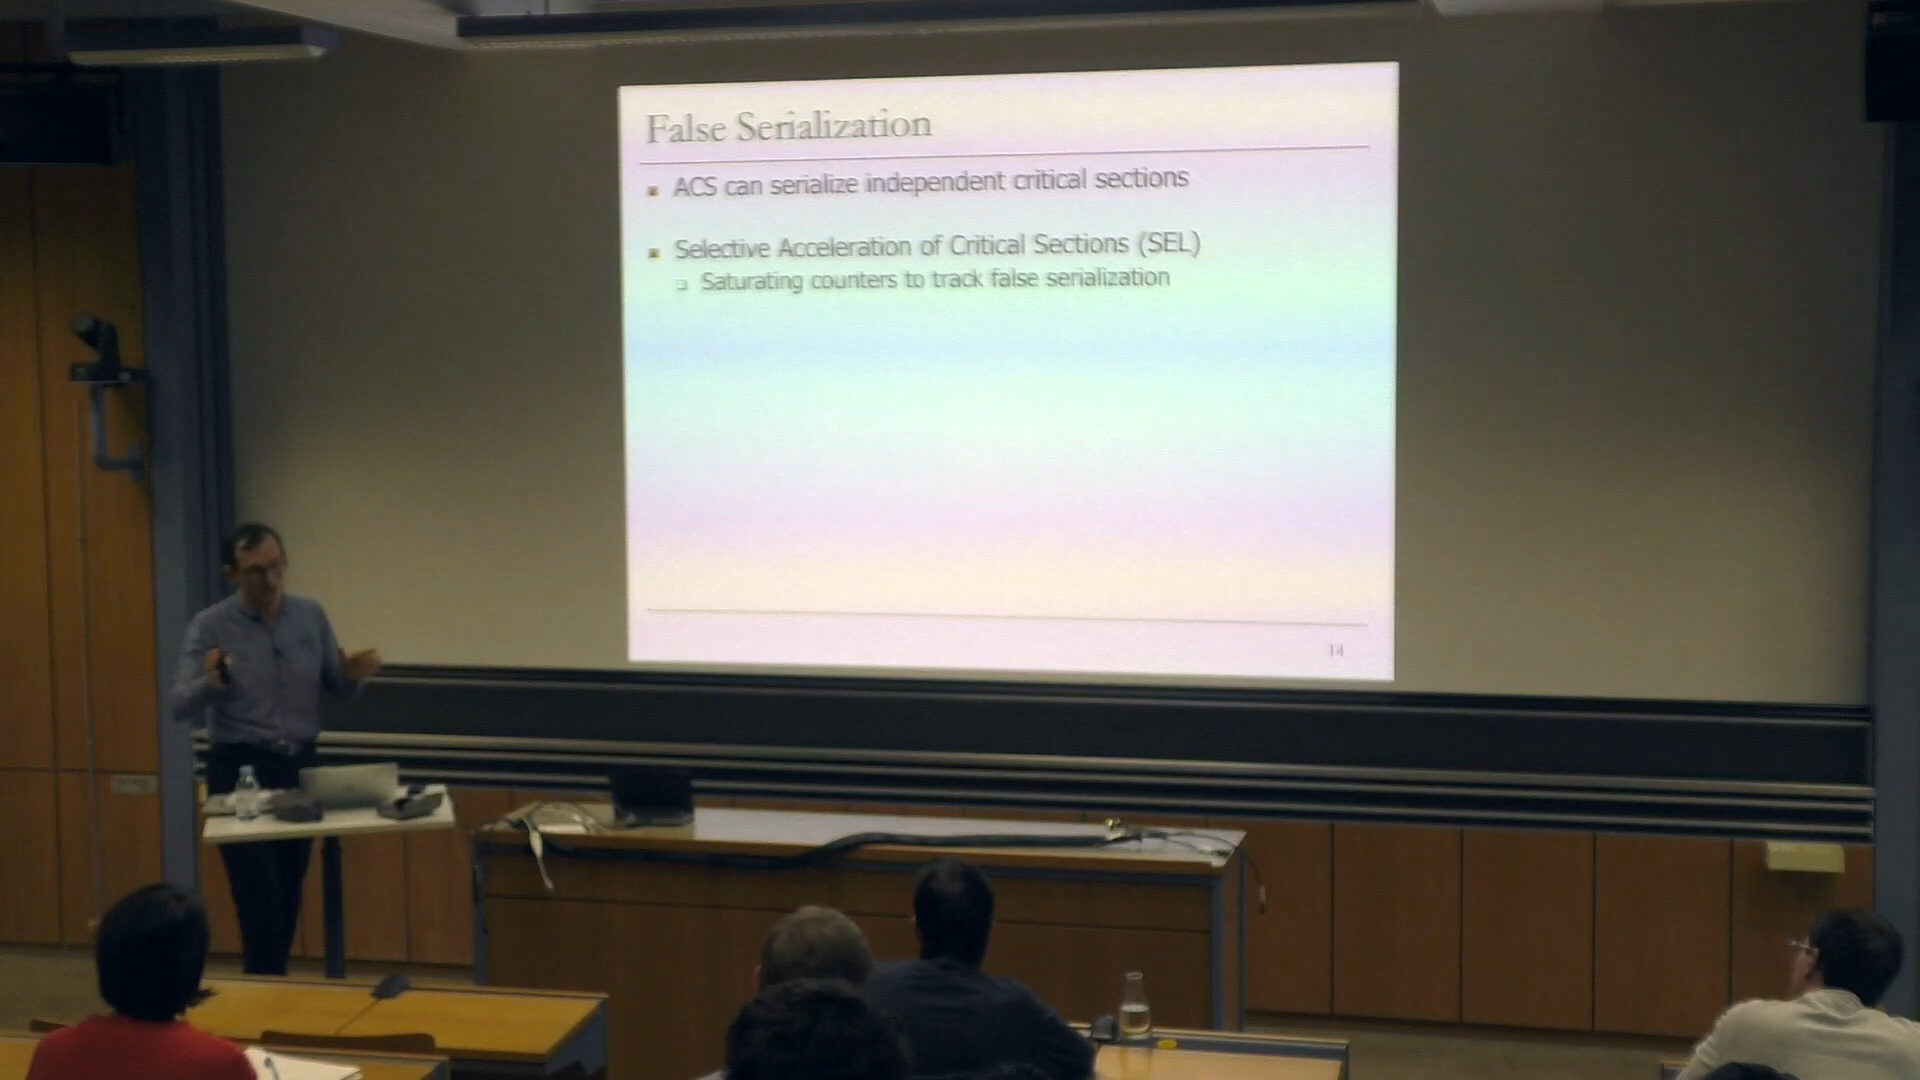 False Serialization
ACS can serialize independent critical sections
Selective Acceleration of Critical Sections (SEL)
Saturating counters to track false serialization
14